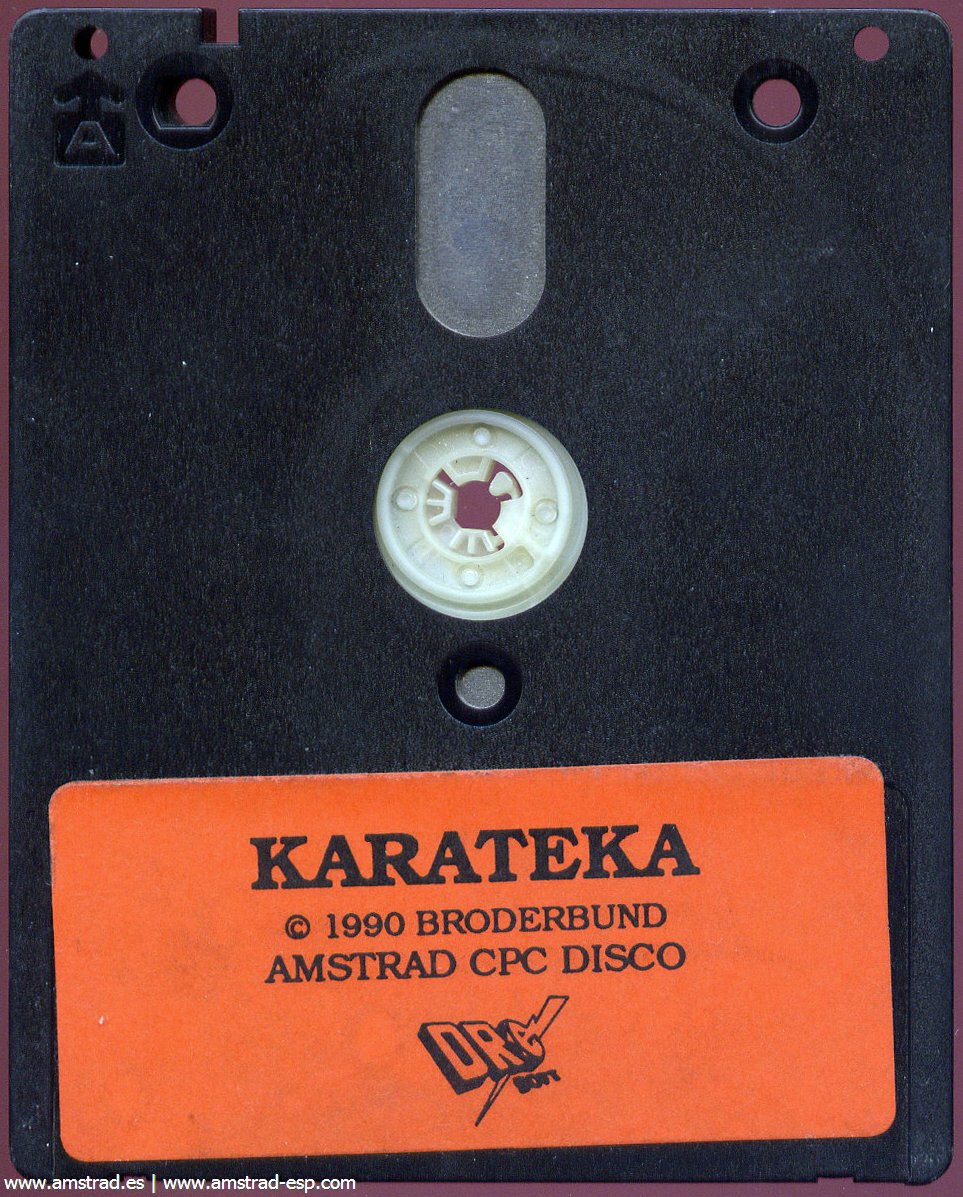 A
KARATEKA
© 1990 BRODERBUND
AMSTRAD CPC DISCO
DRO
SOFT
www.amstrad.es | www.amstrad-esp.com